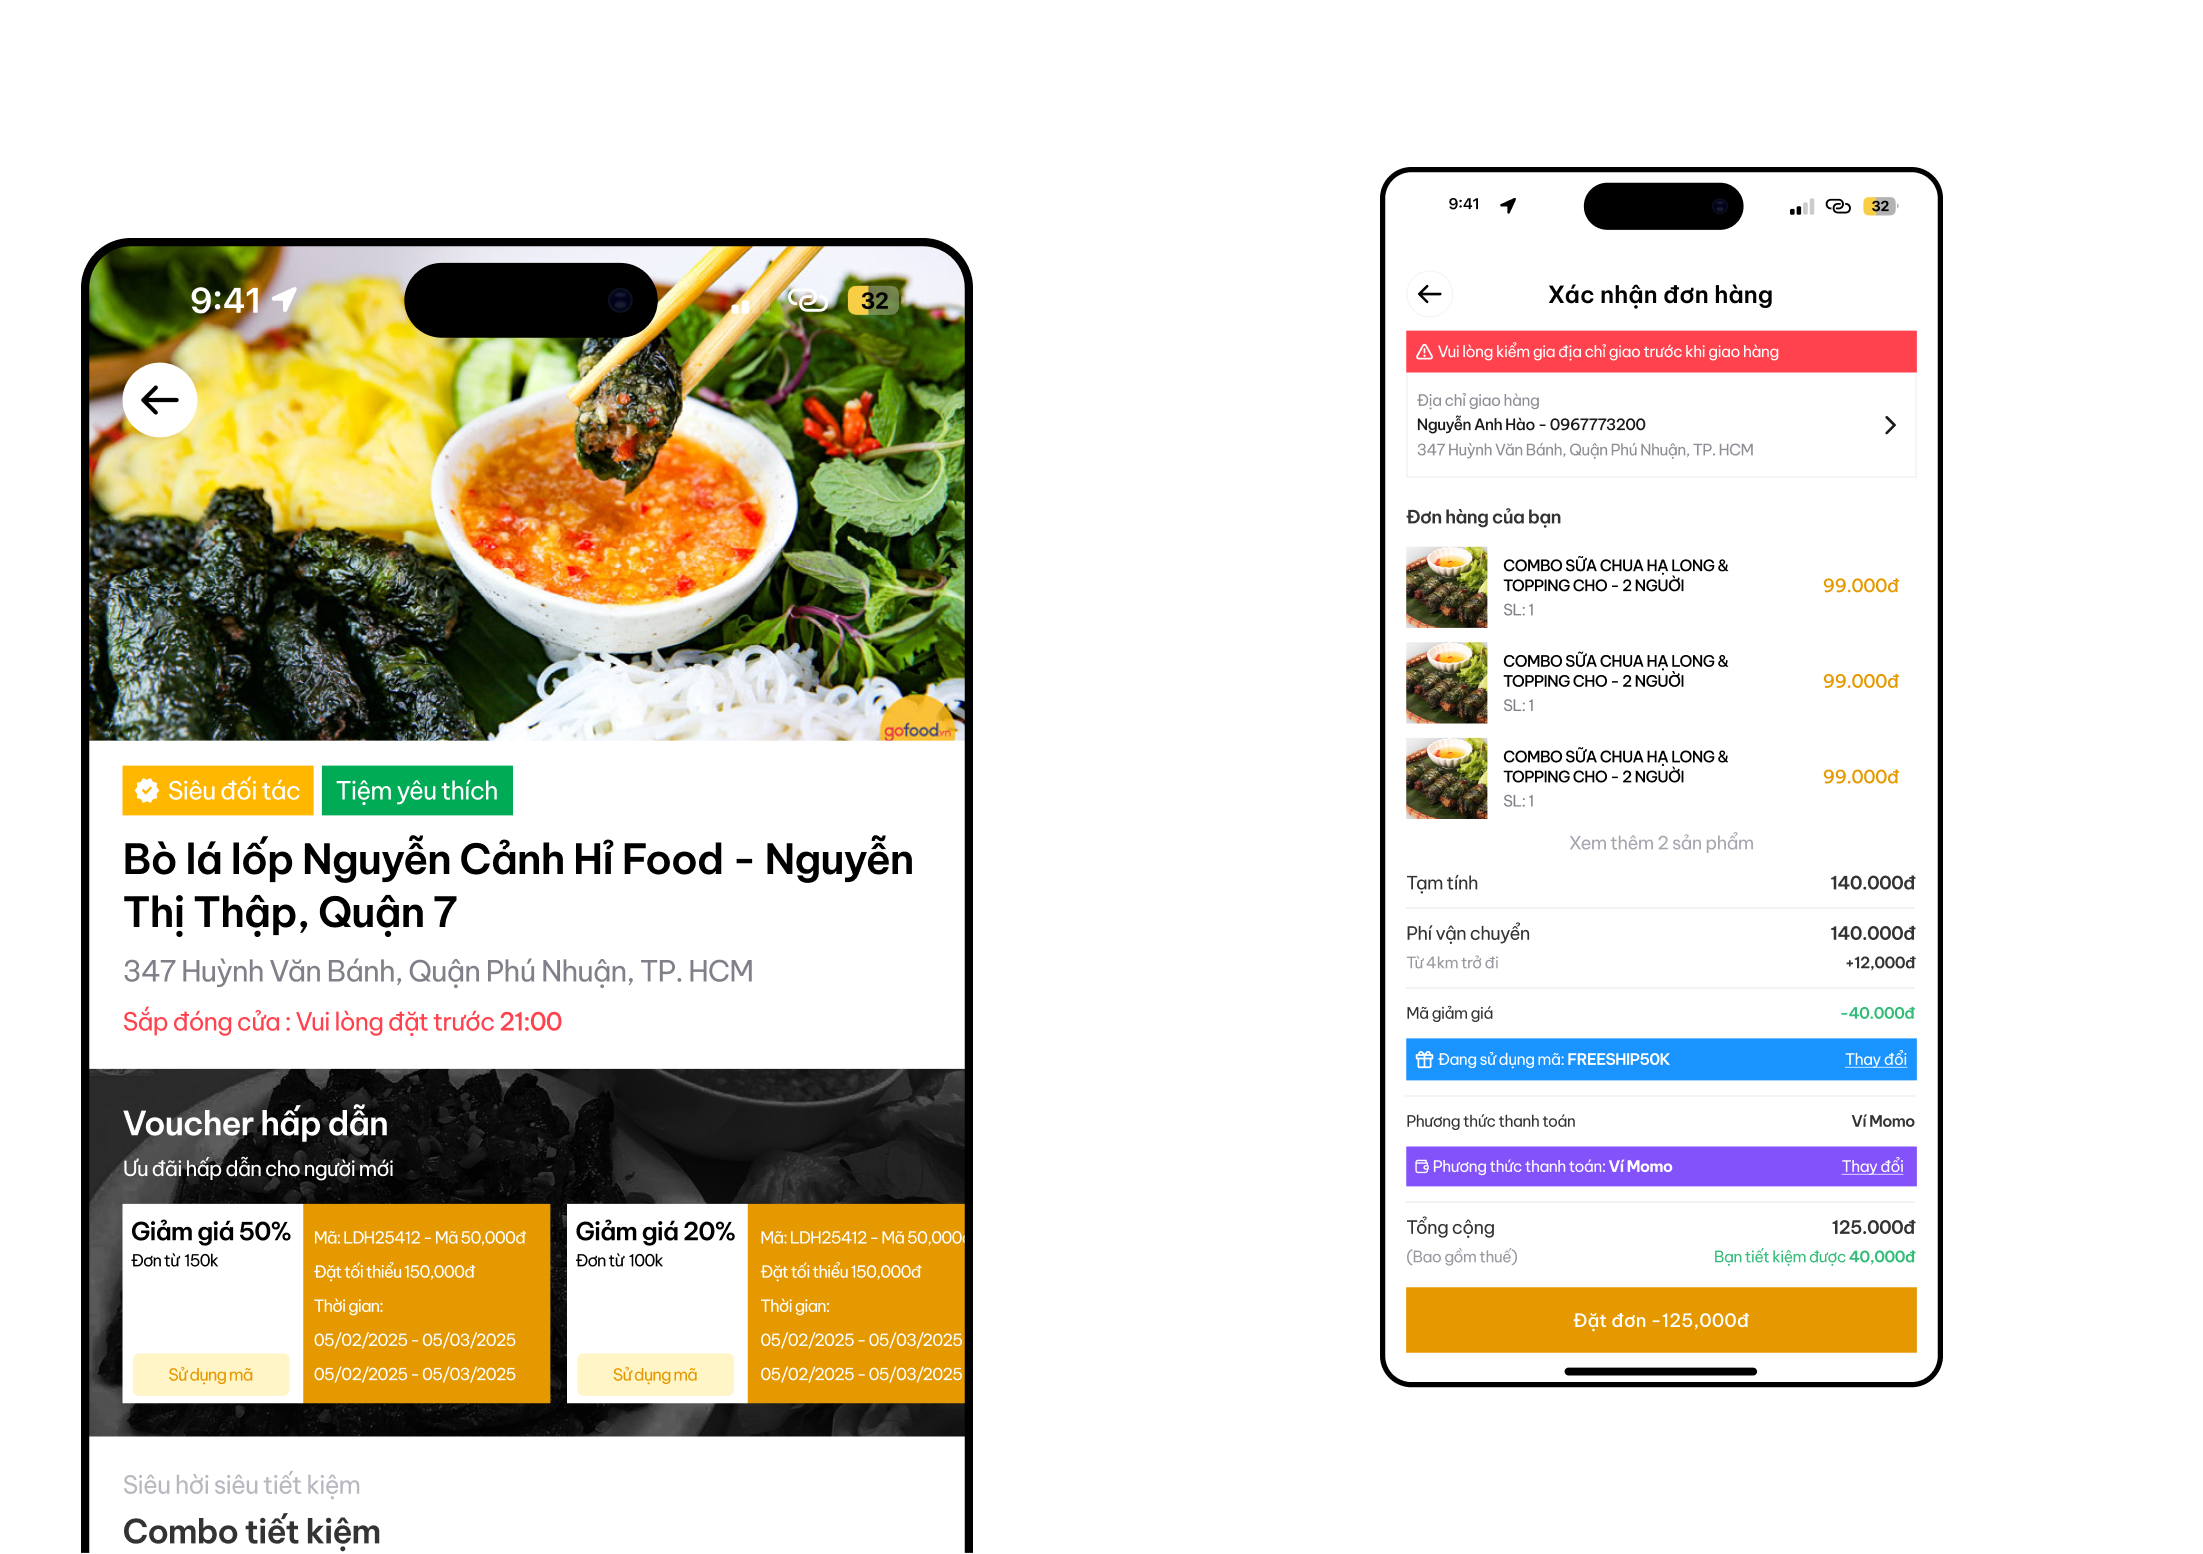 9:41
32
gofood.vn
Siêu đối tác
Tiệm yêu thích
Bò lá lốp Nguyễn Cảnh Hỉ Food - Nguyễn
Thị Thập, Quận 7
347 Huỳnh Văn Bánh, Quận Phú Nhuận, TP. HCM
Sắp đóng cửa : Vui lòng đặt trước 21:00
Voucher hấp dẫn
Ưu đãi hấp dẫn cho người mới
Giảm giá 50%
Đơn từ 150k
Sử dụng mã
Mã: LDH25412 - Mã 50,000đ
Đặt tối thiểu 150,000đ
Thời gian:
05/02/2025 - 05/03/2025
05/02/2025 - 05/03/2025
Giảm giá 20%
Đơn từ 100k
Sử dụng mã
Mã: LDH25412 - Mã 50,000
Đặt tối thiểu 150,000đ
Thời gian:
05/02/2025 - 05/03/2025
05/02/2025 - 05/03/2025
Siêu hời siêu tiết kiệm
Combo tiết kiệm
9:41
32
Xác nhận đơn hàng
Vui lòng kiểm gia địa chỉ giao trước khi giao hàng
Địa chỉ giao hàng
Nguyễn Anh Hào - 0967773200
347 Huỳnh Văn Bánh, Quận Phú Nhuận, TP. HCM
Đơn hàng của bạn
COMBO SỮA CHUA HẠ LONG &
TOPPING CHO - 2 NGƯỜI
SL: 1
99.000đ
COMBO SỮA CHUA HẠ LONG &
TOPPING CHO - 2 NGƯỜI
SL: 1
99.000đ
COMBO SỮA CHUA HẠ LONG &
TOPPING CHO - 2 NGƯỜI
SL: 1
99.000đ
Xem thêm 2 sản phẩm
Tạm tính 140.000đ
Phí vận chuyển 140.000đ
Từ 4km trở đi +12,000đ
Mã giảm giá -40.000đ
Đang sử dụng mã: FREESHIP50K Thay đổi
Phương thức thanh toán Ví Momo
Phương thức thanh toán: Ví Momo Thay đổi
Tổng cộng 125.000đ
(Bao gồm thuế) Bạn tiết kiệm được 40,000đ
Đặt đơn -125,000đ